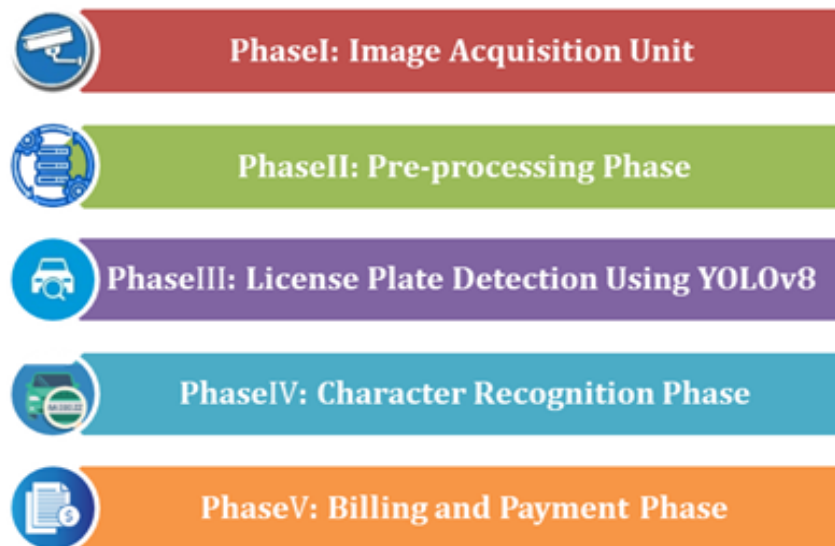 PhaseI: Image Acquisition Unit
PhaseII: Pre-processing Phase
PhaseIII: License Plate Detection Using YOLOv8
PhaseIV: Character Recognition Phase
PhaseV: Billing and Payment Phase